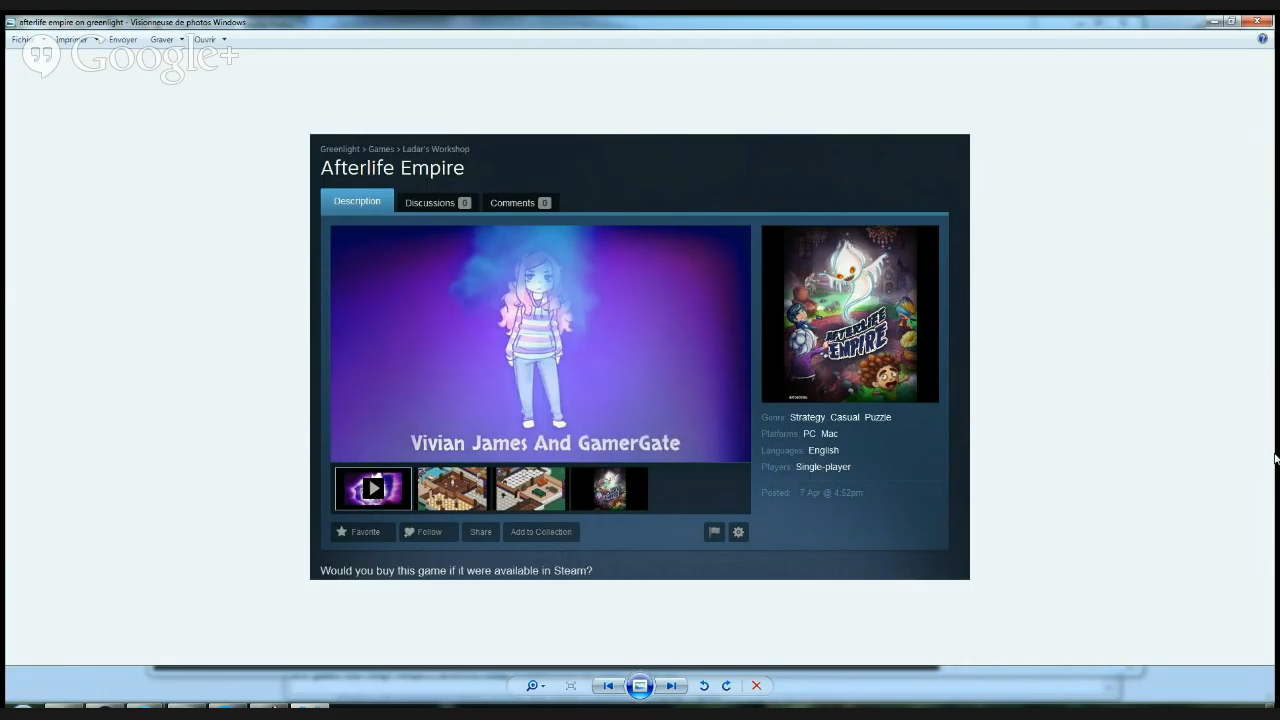 afterlife empire on greenlight - Visionneuse de photos Windows
Imprimer Envoyer Graver Ouvrir
Google+
Greenlight > Games > Ladar's Workshop
Afterlife Empire
Description Discussions 0 Comments 0
Vivian James And GamerGate
AFTERLIFE
EMPIRE
Genre: Strategy Casual Puzzle
Platforms: PC Mac
Languages: English
Players: Single-player
Posted: 7 Apr @ 4:52pm
Favorite Follow Share Add to Collection
Would you buy this game if it were available in Steam?